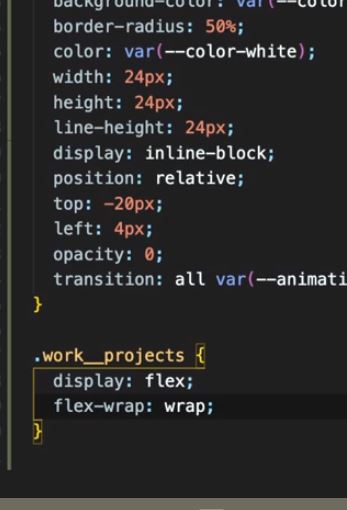 background-color: var(--color
border-radius: 50%;
color: var(--color-white);
width: 24px;
height: 24px;
line-height: 24px;
display: inline-block;
position: relative;
top: -20px;
left: 4px;
opacity: 0;
transition: all var(--animati
}
.work__projects {
display: flex;
flex-wrap: wrap;
}